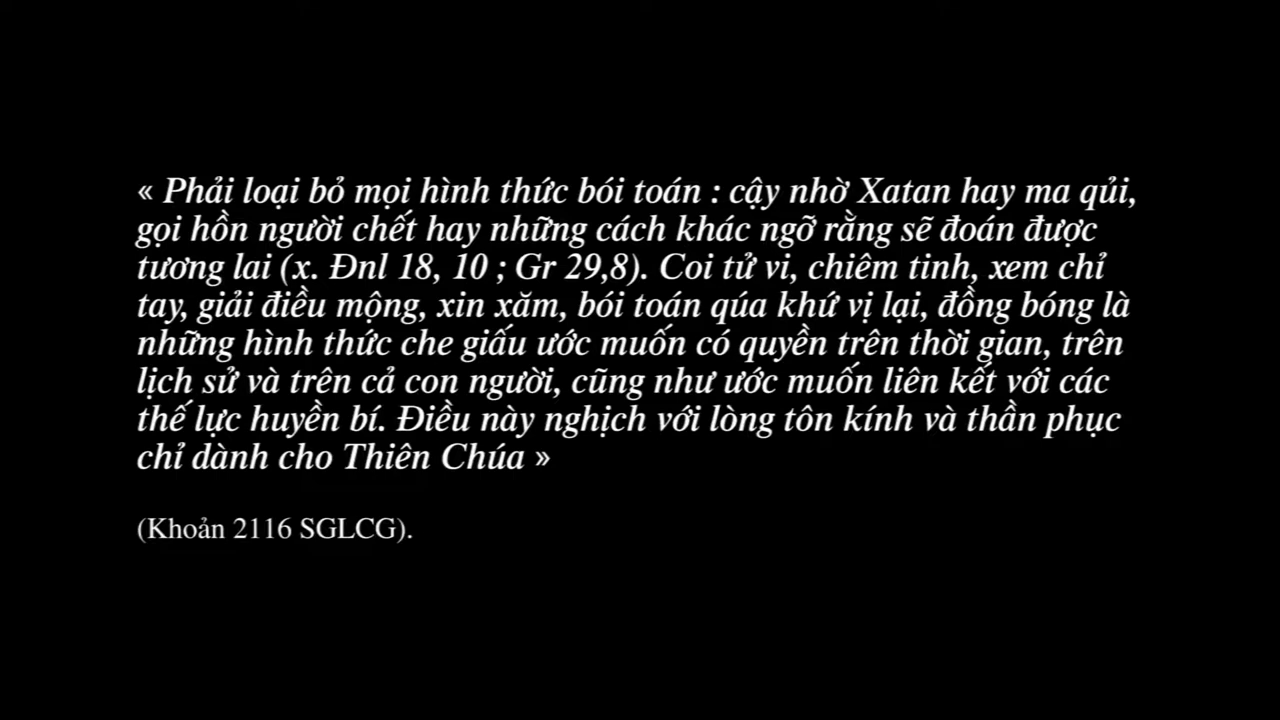 « Phải loại bỏ mọi hình thức bói toán : cậy nhờ Xatan hay ma qủi,
gọi hồn người chết hay những cách khác ngỡ rằng sẽ đoán được
tương lai (x. Đnl 18, 10 ; Gr 29,8). Coi tử vi, chiêm tinh, xem chỉ
tay, giải điều mộng, xin xăm, bói toán qúa khứ vị lại, đồng bóng là
những hình thức che giấu ước muốn có quyền trên thời gian, trên
lịch sử và trên cả con người, cũng như ước muốn liên kết với các
thế lực huyền bí. Điều này nghịch với lòng tôn kính và thần phục
chỉ dành cho Thiên Chúa »
(Khoản 2116 SGLCG).